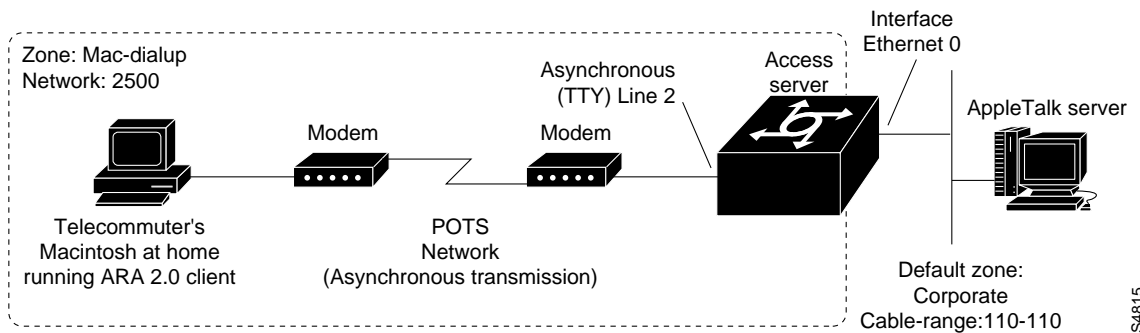 Zone: Mac-dialup
Network: 2500
Telecommuter's
Macintosh at home
running ARA 2.0 client
Modem
POTS
Network
(Asynchronous transmission)
Modem
Asynchronous
(TTY) Line 2
Access
server
Interface
Ethernet 0
AppleTalk server
Default zone:
Corporate
Cable-range:110-110
34815